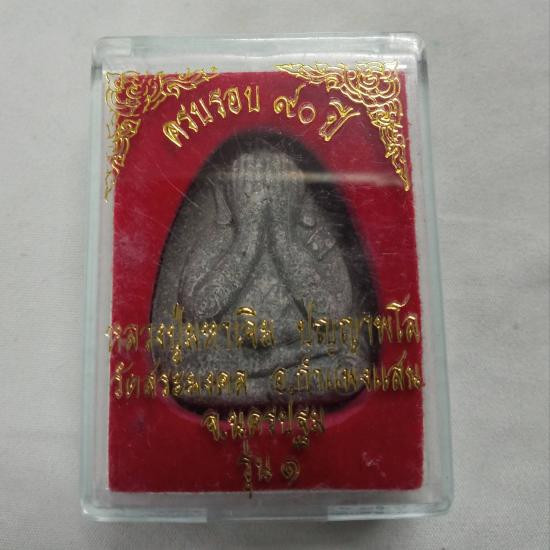 ครบรอบ ๙๐ ปี
หลวงปู่มหาเจิม ปญฺญาพโล
วัดสระมงคล อ.กำแพงแสน
จ.นครปฐม
รุ่น ๑